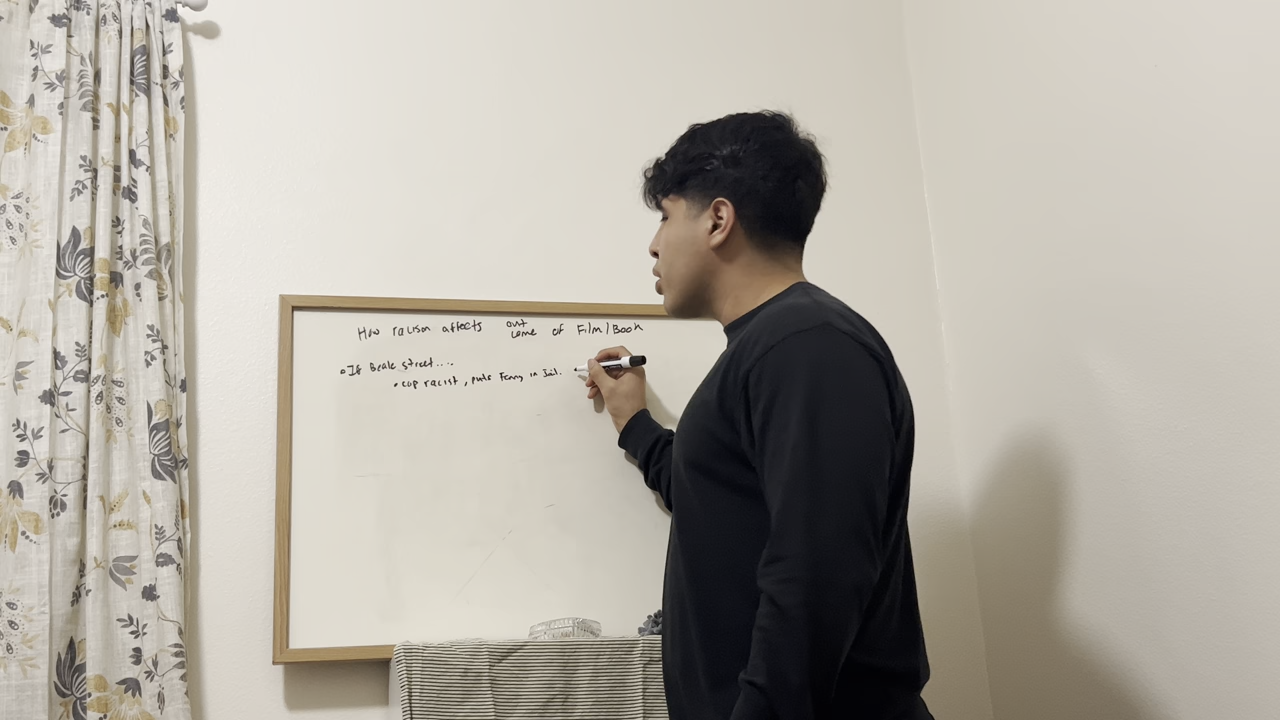 How racism affects out come of Film/Book
If Beale street....
cop racist, puts Fonny in Jail.